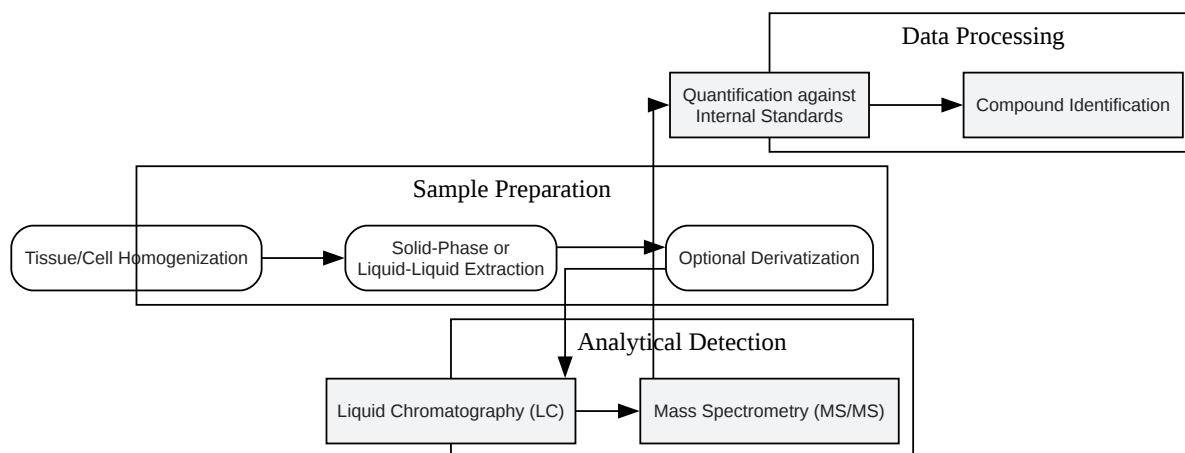 Data Processing
Quantification against
Internal Standards
Compound Identification
Sample Preparation
Tissue/Cell Homogenization
Solid-Phase or
Liquid-Liquid Extraction
Optional Derivatization
Analytical Detection
Liquid Chromatography (LC)
Mass Spectrometry (MS/MS)